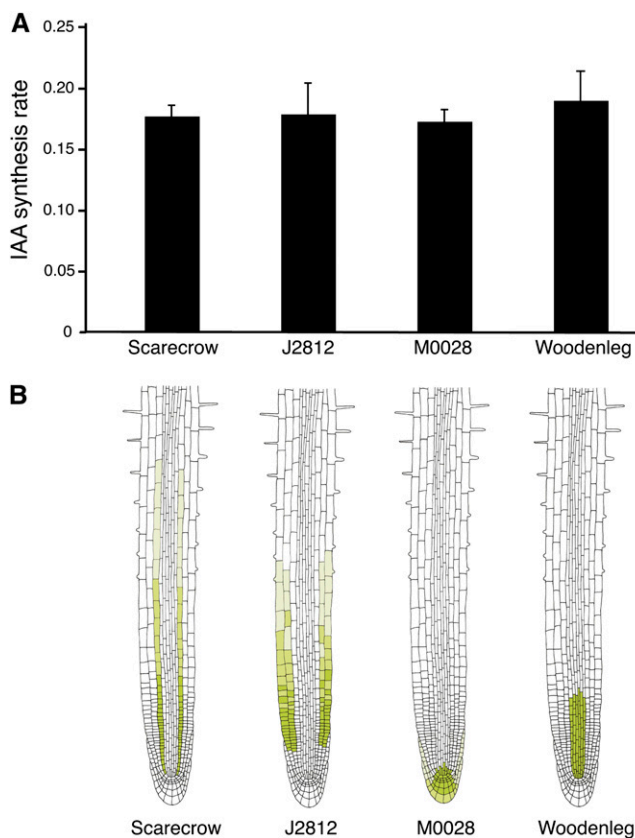 A
IAA synthesis rate
0.25
0.20
0.15
0.10
0.05
0
Scarecrow J2812 M0028 Woodenleg
B
Scarecrow J2812 M0028 Woodenleg